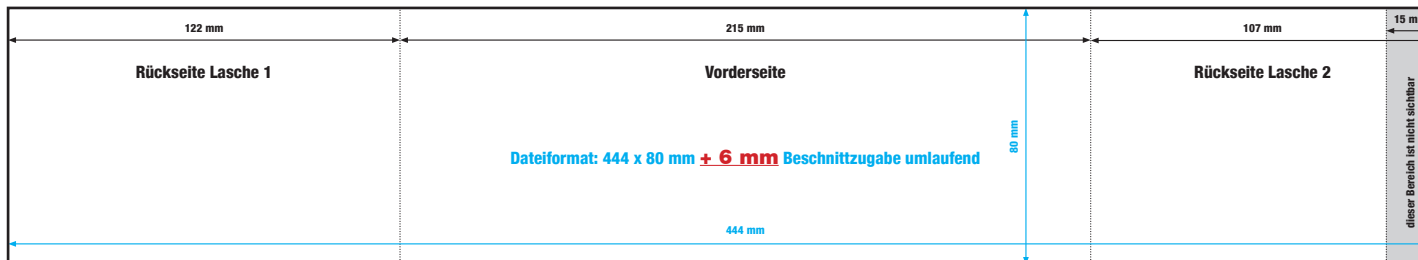 122 mm
215 mm
107 mm
15 m
Rückseite Lasche 1
Vorderseite
Rückseite Lasche 2
80 mm
dieser Bereich ist nicht sichtbar
Dateiformat: 444 x 80 mm + 6 mm Beschnittzugabe umlaufend
444 mm